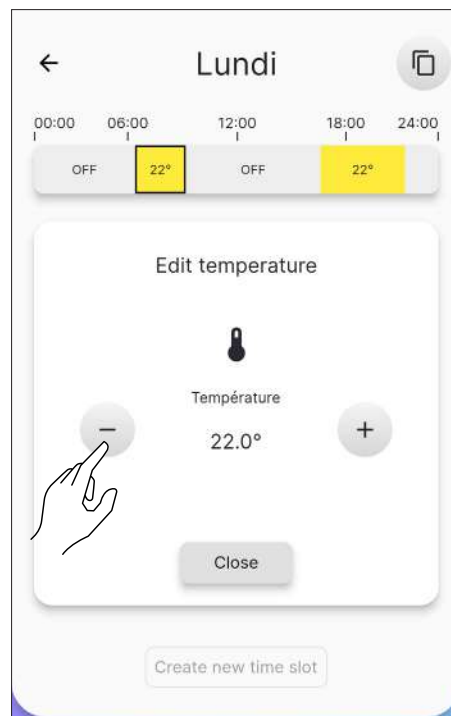 Lundi
00:00 06:00 12:00 18:00 24:00
OFF 22° OFF 22°
Edit temperature
Température
22.0°
Close
Create new time slot